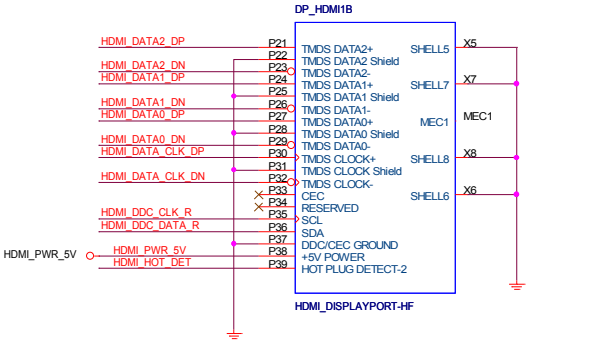 DP_HDMI1B
HDMI_DATA2_DP P21 TMDS DATA2+ SHELL5 X5
P22 TMDS DATA2 Shield
HDMI_DATA2_DN P23 TMDS DATA2-
HDMI_DATA1_DP P24 TMDS DATA1+ SHELL7 X7
P25 TMDS DATA1 Shield
HDMI_DATA1_DN P26 TMDS DATA1-
HDMI_DATA0_DP P27 TMDS DATA0+ MEC1 MEC1
P28 TMDS DATA0 Shield
HDMI_DATA0_DN P29 TMDS DATA0-
HDMI_DATA_CLK_DP P30 TMDS CLOCK+ SHELL8 X8
P31 TMDS CLOCK Shield
HDMI_DATA_CLK_DN P32 TMDS CLOCK-
P33 CEC SHELL6 X6
P34 RESERVED
HDMI_DDC_CLK_R P35 SCL
HDMI_DDC_DATA_R P36 SDA
P37 DDC/CEC GROUND
HDMI_PWR_5V HDMI_PWR_5V P38 +5V POWER
HDMI_HOT_DET P39 HOT PLUG DETECT-2
HDMI_DISPLAYPORT-HF